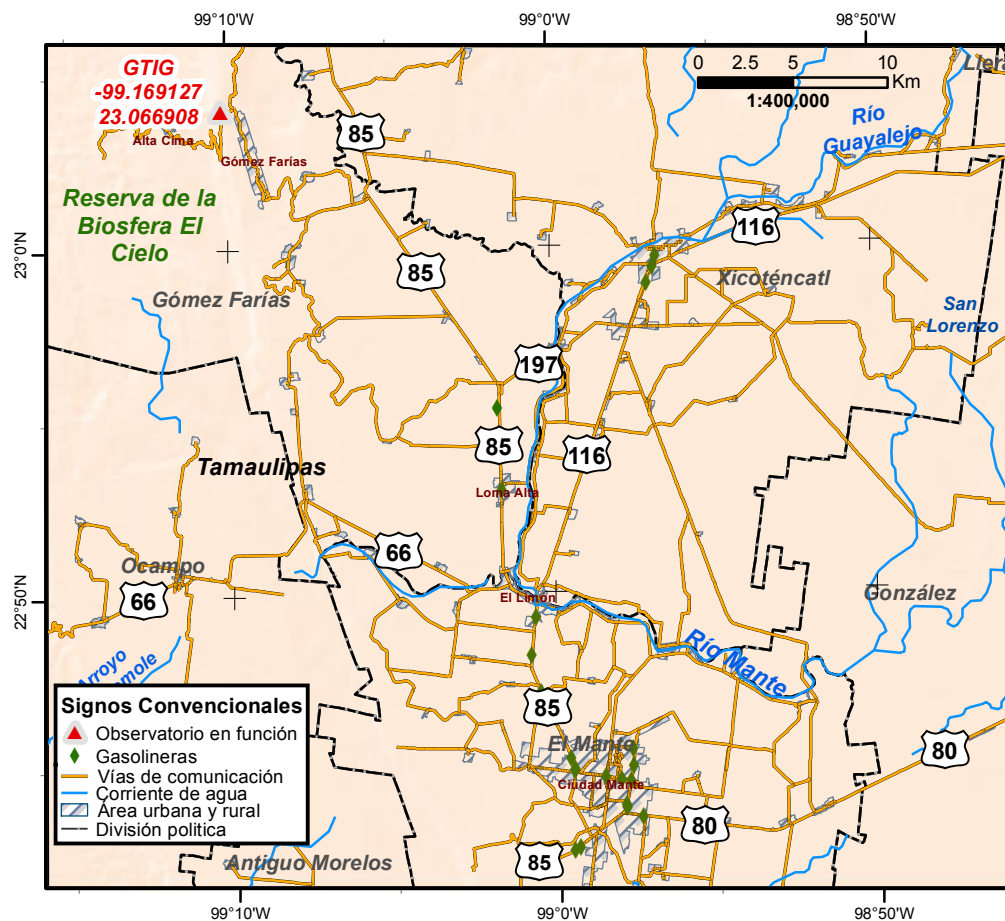 99°10'W
99°0'W
98°50'W
GTIG
-99.169127
23.066908
0 2.5 5 10
Km
1:400,000
Río
Guayalejo
85
Alta Cima
Gómez Farías
Reserva de la
Biosfera El
Cielo
116
23°0'N
85
Xicoténcatl
Gómez Farías
San
Lorenzo
197
85
116
Tamaulipas
Loma Alta
66
Ocampo
66
El Limón
González
22°50'N
Río Mante
Arroyo
Signos Convencionales
Observatorio en función
Gasolineras
Vías de comunicación
Corriente de agua
Área urbana y rural
División politica
85
El Mante
80
Ciudad Mante
80
Antiguo Morelos
85
99°10'W
99°0'W
98°50'W